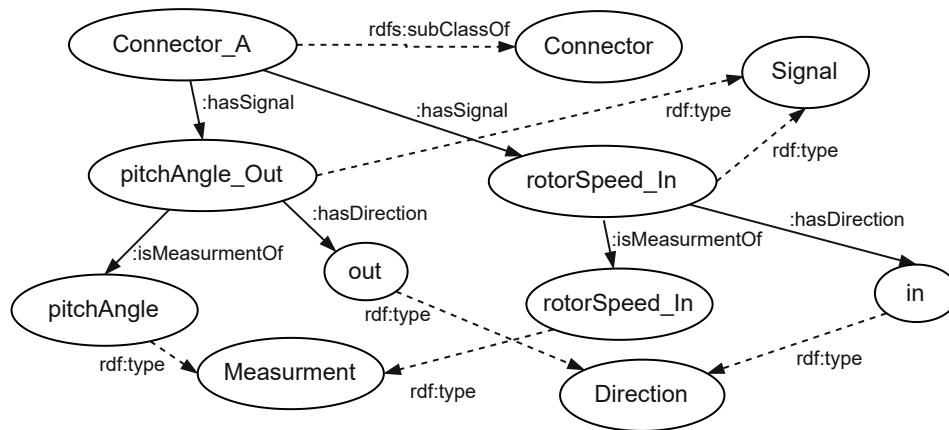 Connector_A
rdfs:subClassOf
Connector
Signal
:hasSignal
:hasSignal
rdf:type
rdf:type
pitchAngle_Out
rotorSpeed_In
:hasDirection
:hasDirection
:isMeasurmentOf
:isMeasurmentOf
out
pitchAngle
rotorSpeed_In
in
rdf:type
rdf:type
rdf:type
rdf:type
Measurment
Direction